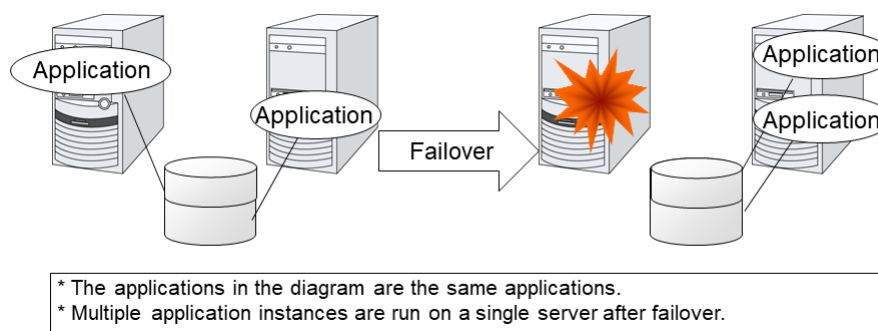 Application
Application
Failover
Application
Application
* The applications in the diagram are the same applications.
* Multiple application instances are run on a single server after failover.